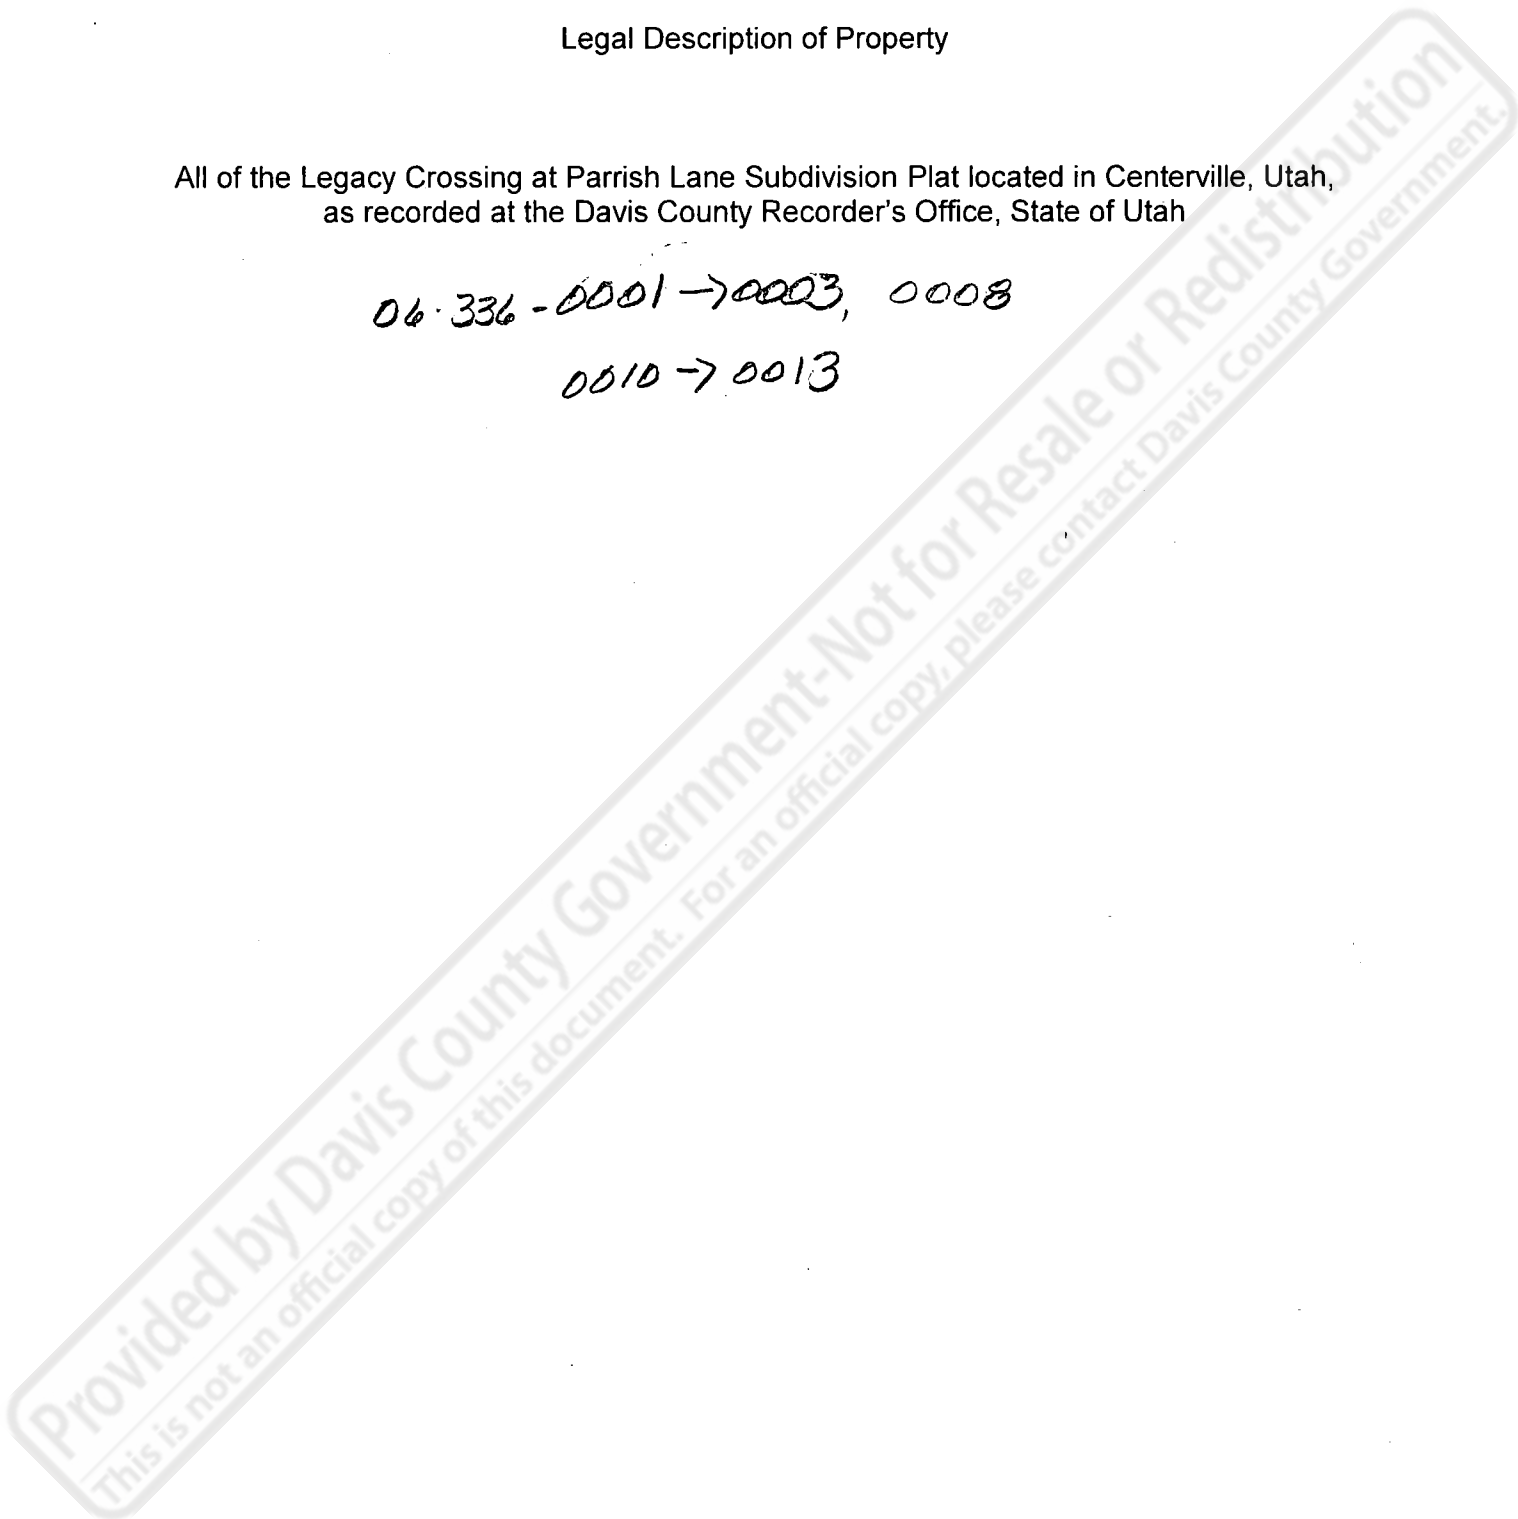 Legal Description of Property
All of the Legacy Crossing at Parrish Lane Subdivision Plat located in Centerville, Utah,
as recorded at the Davis County Recorder's Office, State of Utah
06-336-0001→0003, 0008
0010→0013
Provided by Davis County Government-Not for Resale or Redistribution
This is not an official copy of this document. For an official copy, please contact Davis County Government.